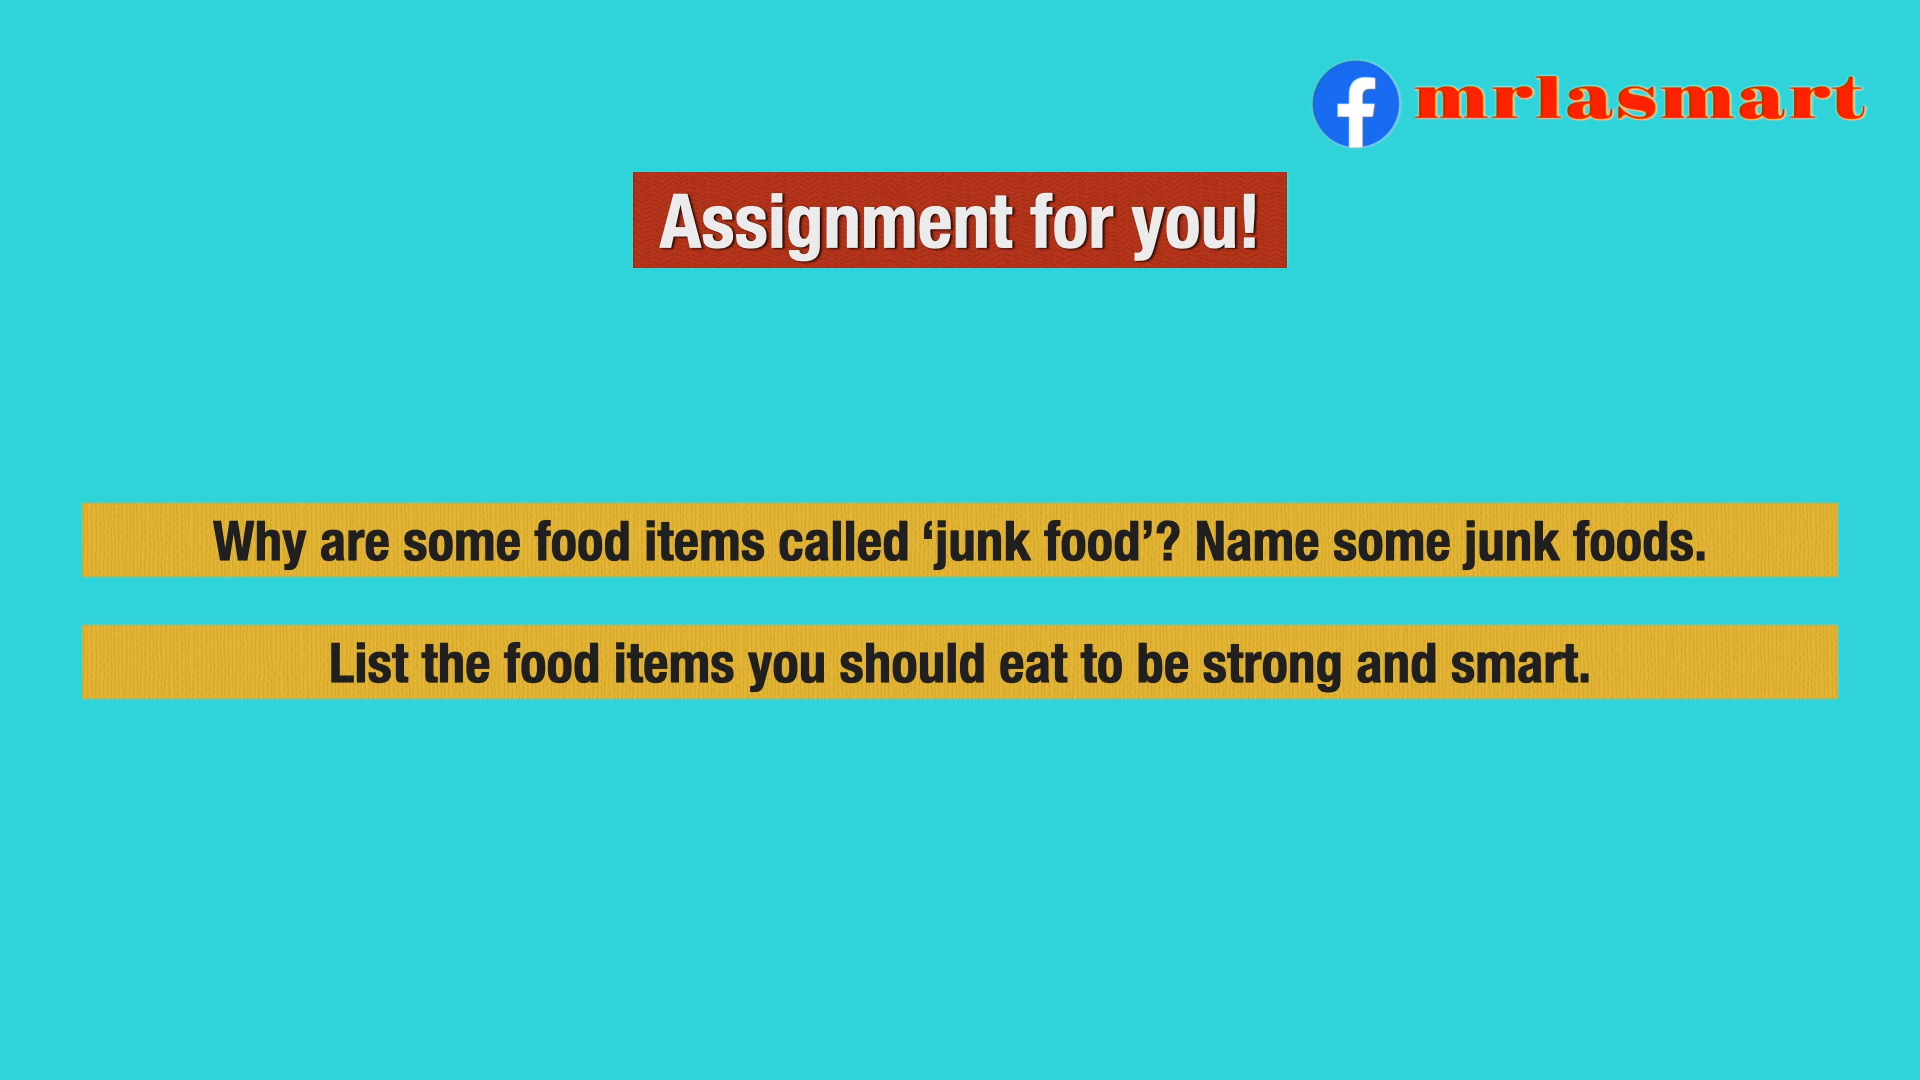 mrlasmart
Assignment for you!
Why are some food items called ‘junk food’? Name some junk foods.
List the food items you should eat to be strong and smart.